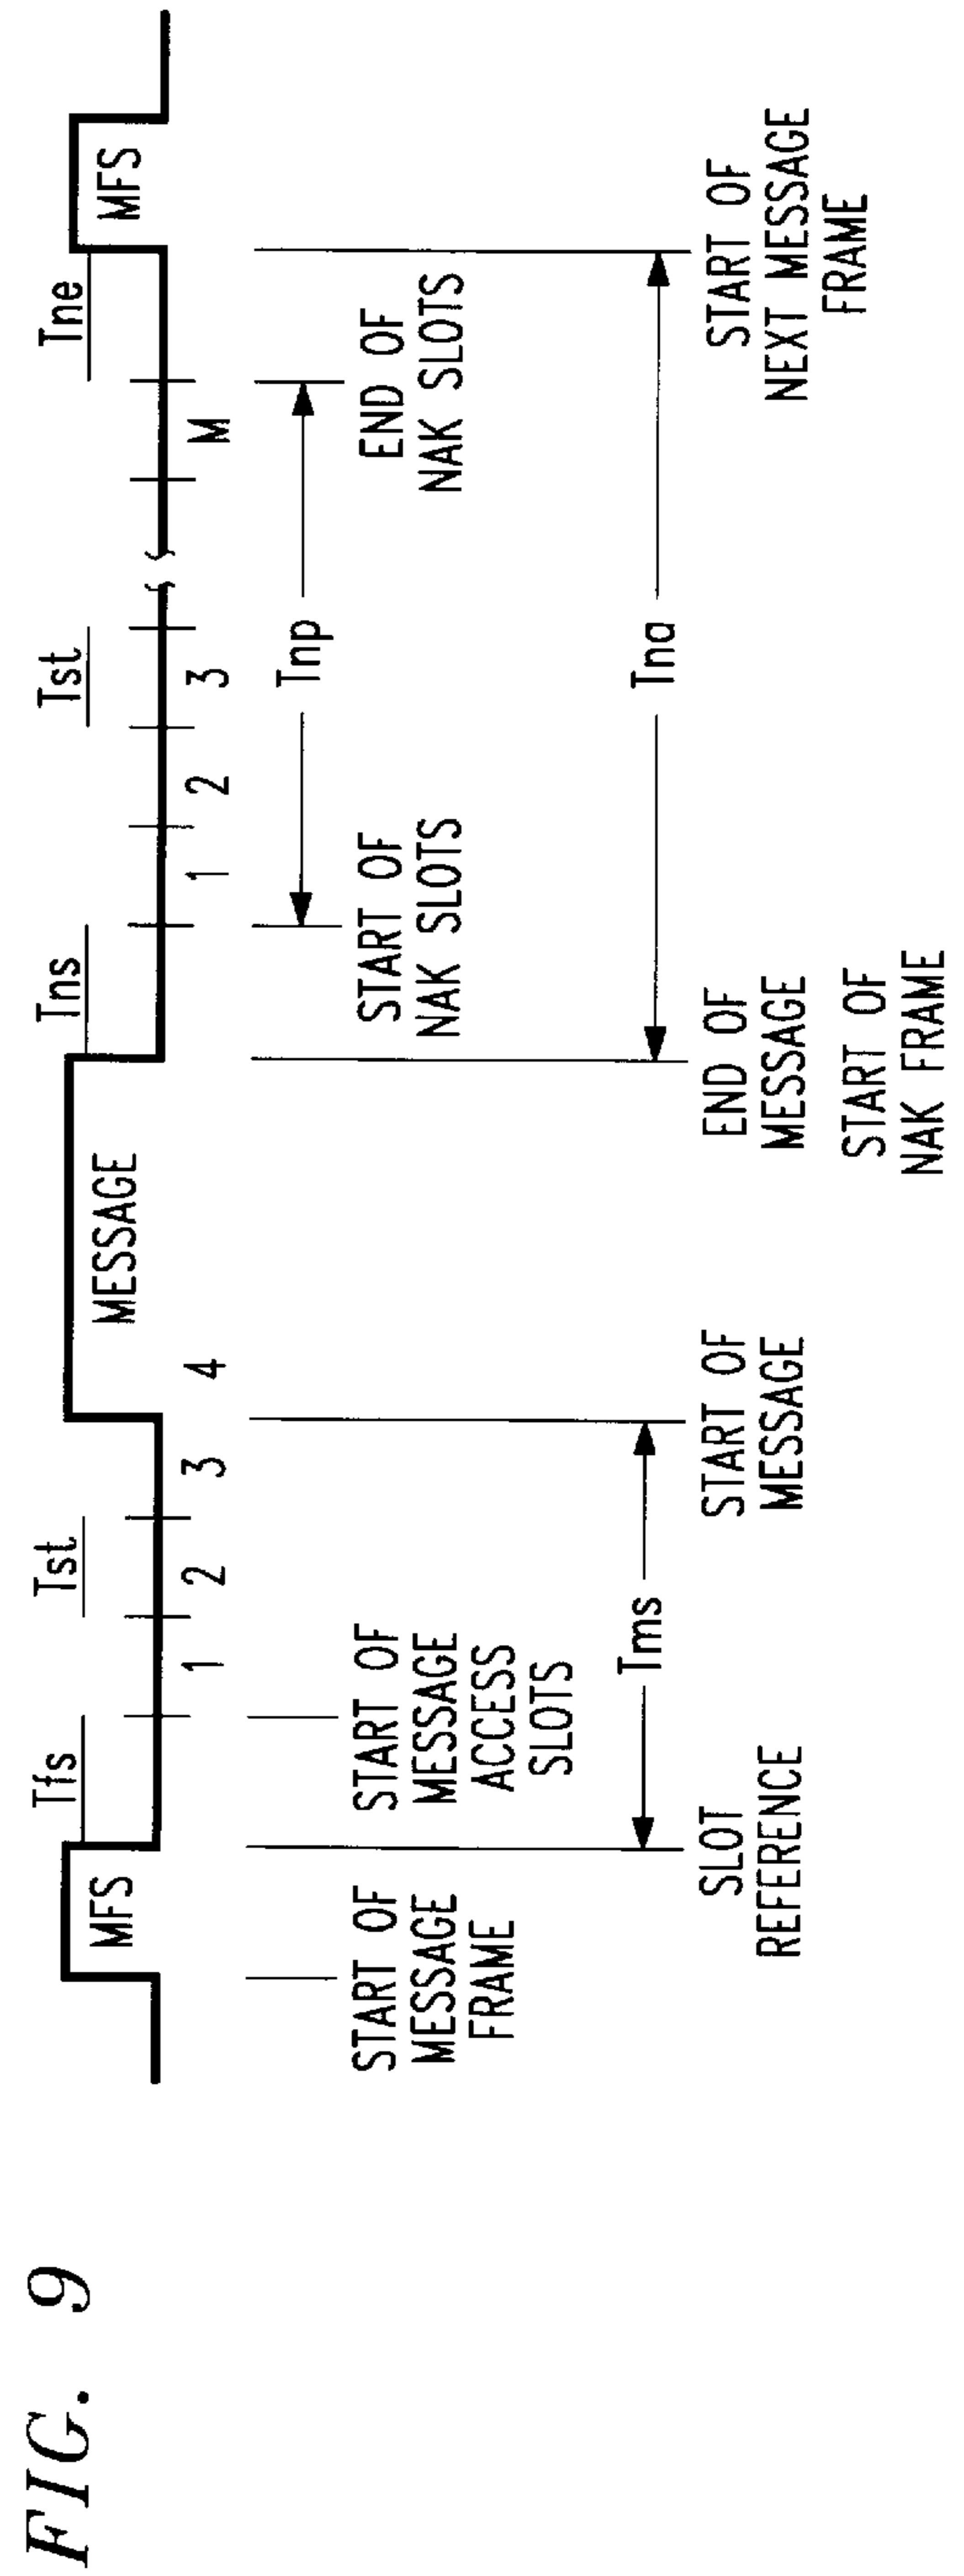 FIG. 9
MFS
Tfs
Tst
MESSAGE
Tns
Tst
Tne
MFS
1
2
3
4
1
2
3
M
START OF
MESSAGE
FRAME
START OF
MESSAGE
ACCESS
SLOTS
START OF
NAK SLOTS
Tnp
END OF
NAK SLOTS
Tms
Tna
SLOT
REFERENCE
START OF
MESSAGE
END OF
MESSAGE
START OF
NAK FRAME
START OF
NEXT MESSAGE
FRAME